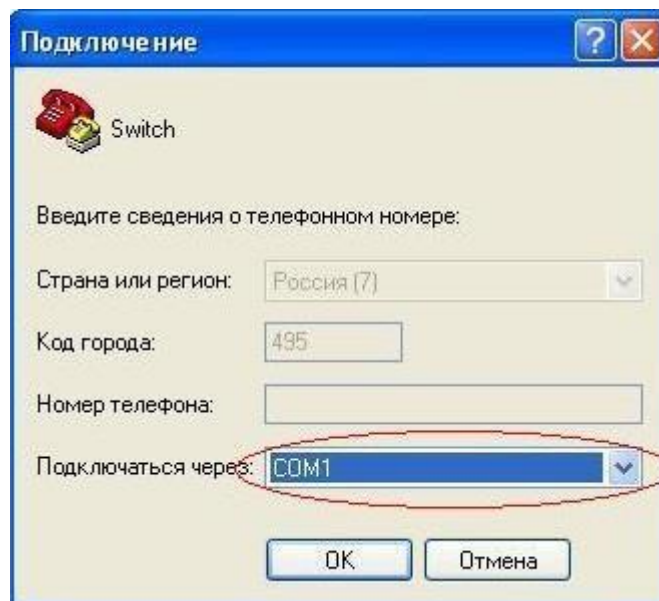 Подключение
Switch
Введите сведения о телефонном номере:
Страна или регион: Россия (7)
Код города: 495
Номер телефона:
Подключаться через: COM1
OK Отмена